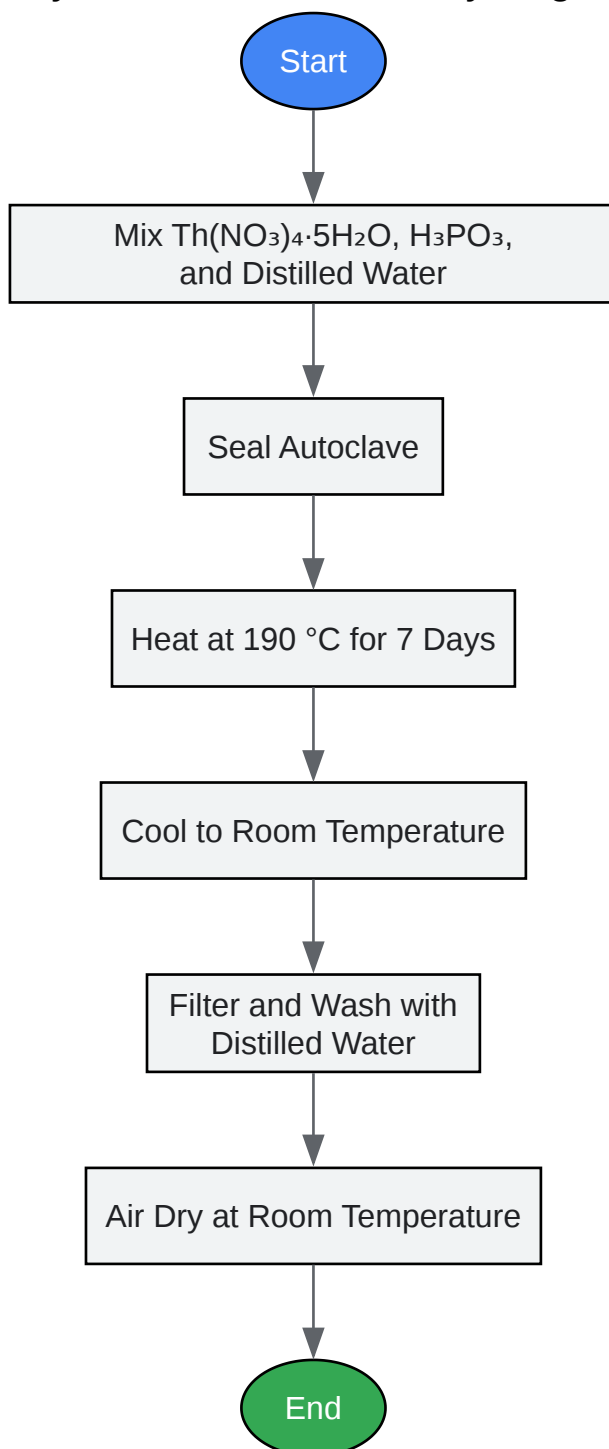 Start
Mix Th(NO₃)₄·5H₂O, H₃PO₃,
and Distilled Water
Seal Autoclave
Heat at 190 °C for 7 Days
Cool to Room Temperature
Filter and Wash with
Distilled Water
Air Dry at Room Temperature
End